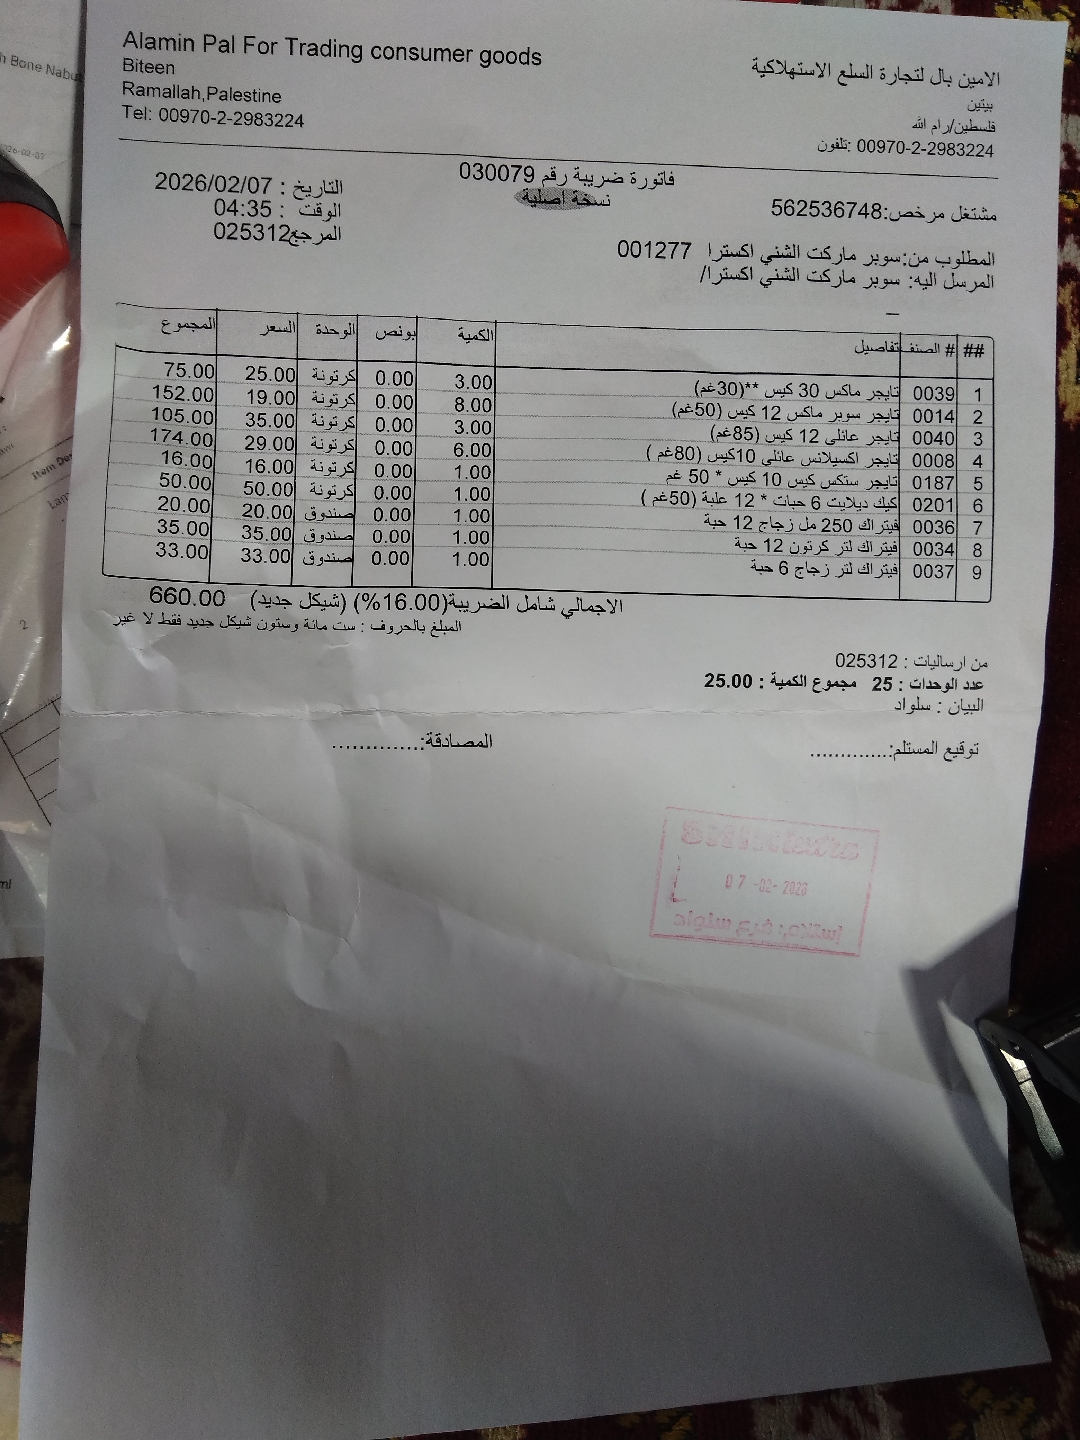 Alamin Pal For Trading consumer goods
Biteen
Ramallah,Palestine
Tel: 00970-2-2983224
الامين بال لتجارة السلع الاستهلاكية
بيتين
فلسطين/رام الله
تلفون: 00970-2-2983224
فاتورة ضريبة رقم 030079
نسخة اصلية
التاريخ : 2026/02/07
الوقت : 04:35
المرجع025312
مشتغل مرخص:562536748
المطلوب من:سوبر ماركت الشني اكسترا 001277
المرسل اليه: سوبر ماركت الشني اكسترا/
## # الصنف تفاصيل الكمية بونص الوحدة السعر المجموع
1 0039 تايجر ماكس 30 كيس **(30غم) 3.00 0.00 كرتونة 25.00 75.00
2 0014 تايجر سوبر ماكس 12 كيس (50غم) 8.00 0.00 كرتونة 19.00 152.00
3 0040 تايجر عائلي 12 كيس (85غم) 3.00 0.00 كرتونة 35.00 105.00
4 0008 تايجر اكسيلانس عائلي 10كيس (80غم ) 6.00 0.00 كرتونة 29.00 174.00
5 0187 تايجر ستكس كيس 10 كيس * 50 غم 1.00 0.00 كرتونة 16.00 16.00
6 0201 كيك ديلايت 6 حبات * 12 علبة (50غم ) 1.00 0.00 كرتونة 50.00 50.00
7 0036 فيتراك 250 مل زجاج 12 حبة 1.00 0.00 صندوق 20.00 20.00
8 0034 فيتراك لتر كرتون 12 حبة 1.00 0.00 صندوق 35.00 35.00
9 0037 فيتراك لتر زجاج 6 حبة 1.00 0.00 صندوق 33.00 33.00
الاجمالي شامل الضريبة(16.00%) (شيكل جديد) 660.00
المبلغ بالحروف : ست مائة وستون شيكل جديد فقط لا غير
من ارساليات : 025312
عدد الوحدات : 25 مجموع الكمية : 25.00
البيان : سلواد
توقيع المستلم:.............
المصادقة:..............
07 -02- 2026
إستلام: فرع سلواد
h Bone Nabu
2026-02-07
Item De
2
ml